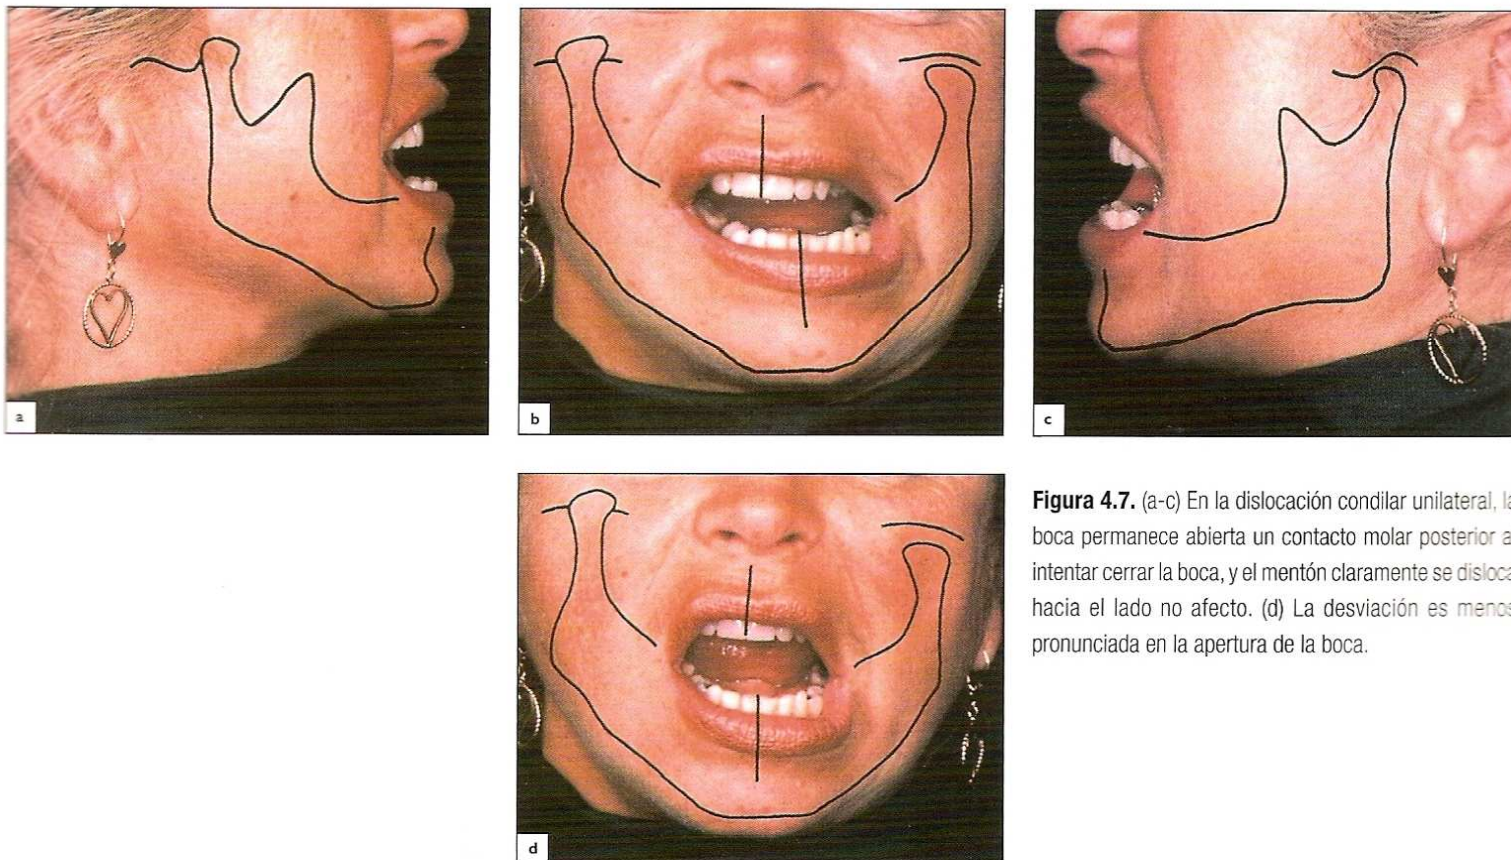 a
b
c
d
Figura 4.7. (a-c) En la dislocación condilar unilateral, la
boca permanece abierta un contacto molar posterior a
intentar cerrar la boca, y el mentón claramente se disloca
hacia el lado no afecto. (d) La desviación es menos
pronunciada en la apertura de la boca.